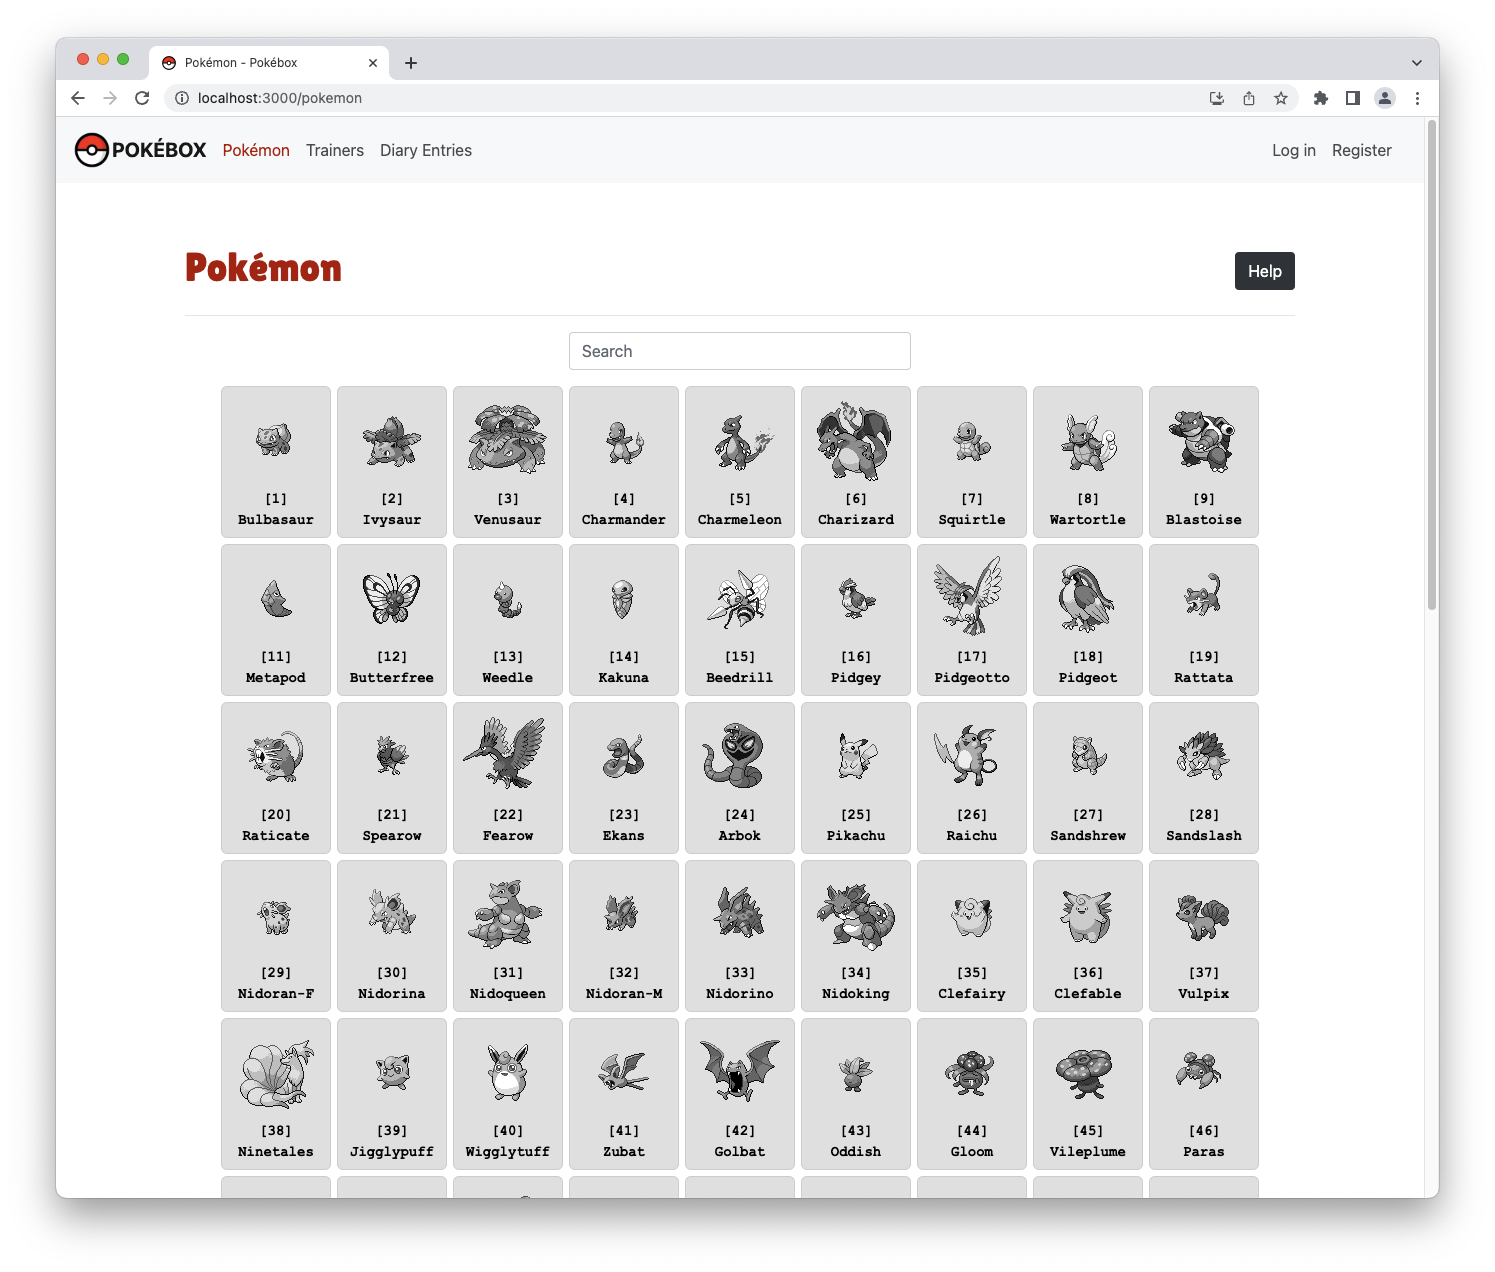 Pokémon - Pokébox
localhost:3000/pokemon
POKÉBOX Pokémon Trainers Diary Entries Log in Register
Pokémon
Help
Search
[1] [2] [3] [4] [5] [6] [7] [8] [9]
Bulbasaur Ivysaur Venusaur Charmander Charmeleon Charizard Squirtle Wartortle Blastoise
[11] [12] [13] [14] [15] [16] [17] [18] [19]
Metapod Butterfree Weedle Kakuna Beedrill Pidgey Pidgeotto Pidgeot Rattata
[20] [21] [22] [23] [24] [25] [26] [27] [28]
Raticate Spearow Fearow Ekans Arbok Pikachu Raichu Sandshrew Sandslash
[29] [30] [31] [32] [33] [34] [35] [36] [37]
Nidoran-F Nidorina Nidoqueen Nidoran-M Nidorino Nidoking Clefairy Clefable Vulpix
[38] [39] [40] [41] [42] [43] [44] [45] [46]
Ninetales Jigglypuff Wigglytuff Zubat Golbat Oddish Gloom Vileplume Paras